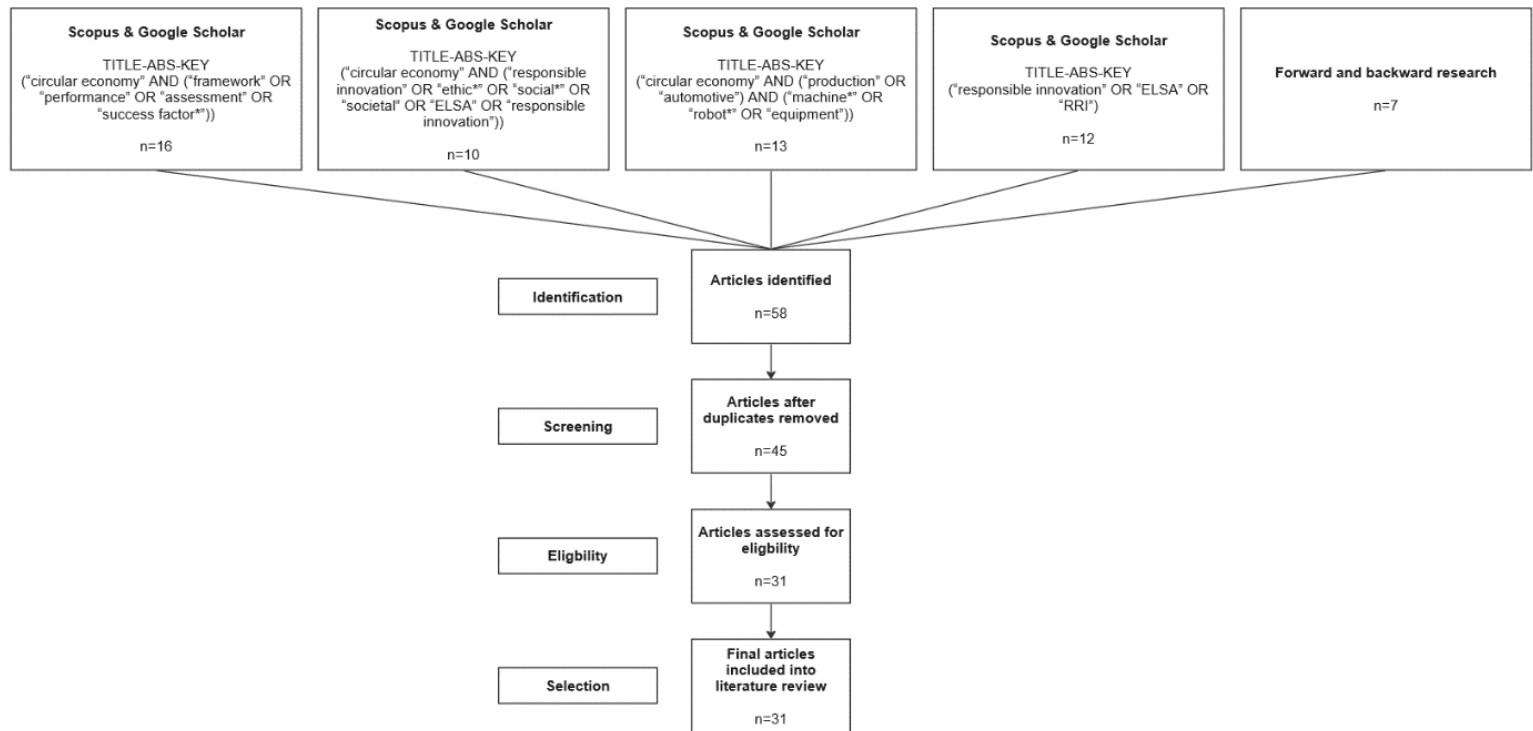 Scopus & Google Scholar
TITLE-ABS-KEY
(“circular economy” AND (“framework” OR
“performance” OR “assessment” OR
“success factor*”))
n=16
Scopus & Google Scholar
TITLE-ABS-KEY
(“circular economy” AND (“responsible
innovation” OR “ethic*” OR “social*” OR
“societal” OR “ELSA” OR “responsible
innovation”))
n=10
Scopus & Google Scholar
TITLE-ABS-KEY
(“circular economy” AND (“production” OR
“automotive”) AND (“machine*” OR
“robot*” OR “equipment”))
n=13
Scopus & Google Scholar
TITLE-ABS-KEY
(“responsible innovation” OR “ELSA” OR
“RRI”)
n=12
Forward and backward research
n=7
Identification
Articles identified
n=58
Screening
Articles after
duplicates removed
n=45
Eligbility
Articles assessed for
eligbility
n=31
Selection
Final articles
included into
literature review
n=31